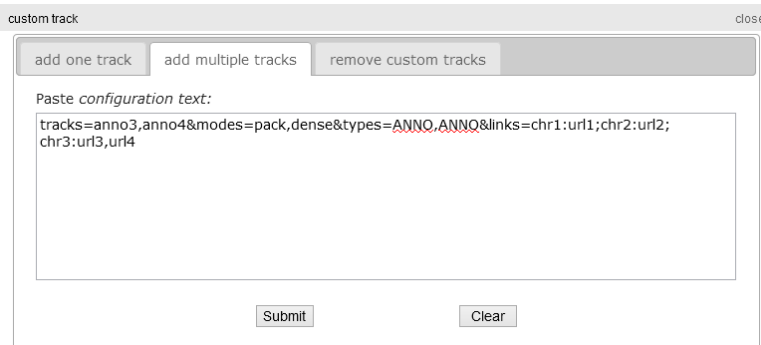 custom track
close
add one track
add multiple tracks
remove custom tracks
Paste configuration text:
tracks=anno3,anno4&modes=pack,dense&types=ANNO,ANNO&links=chr1:url1;chr2:url2;
chr3:url3,url4
Submit
Clear